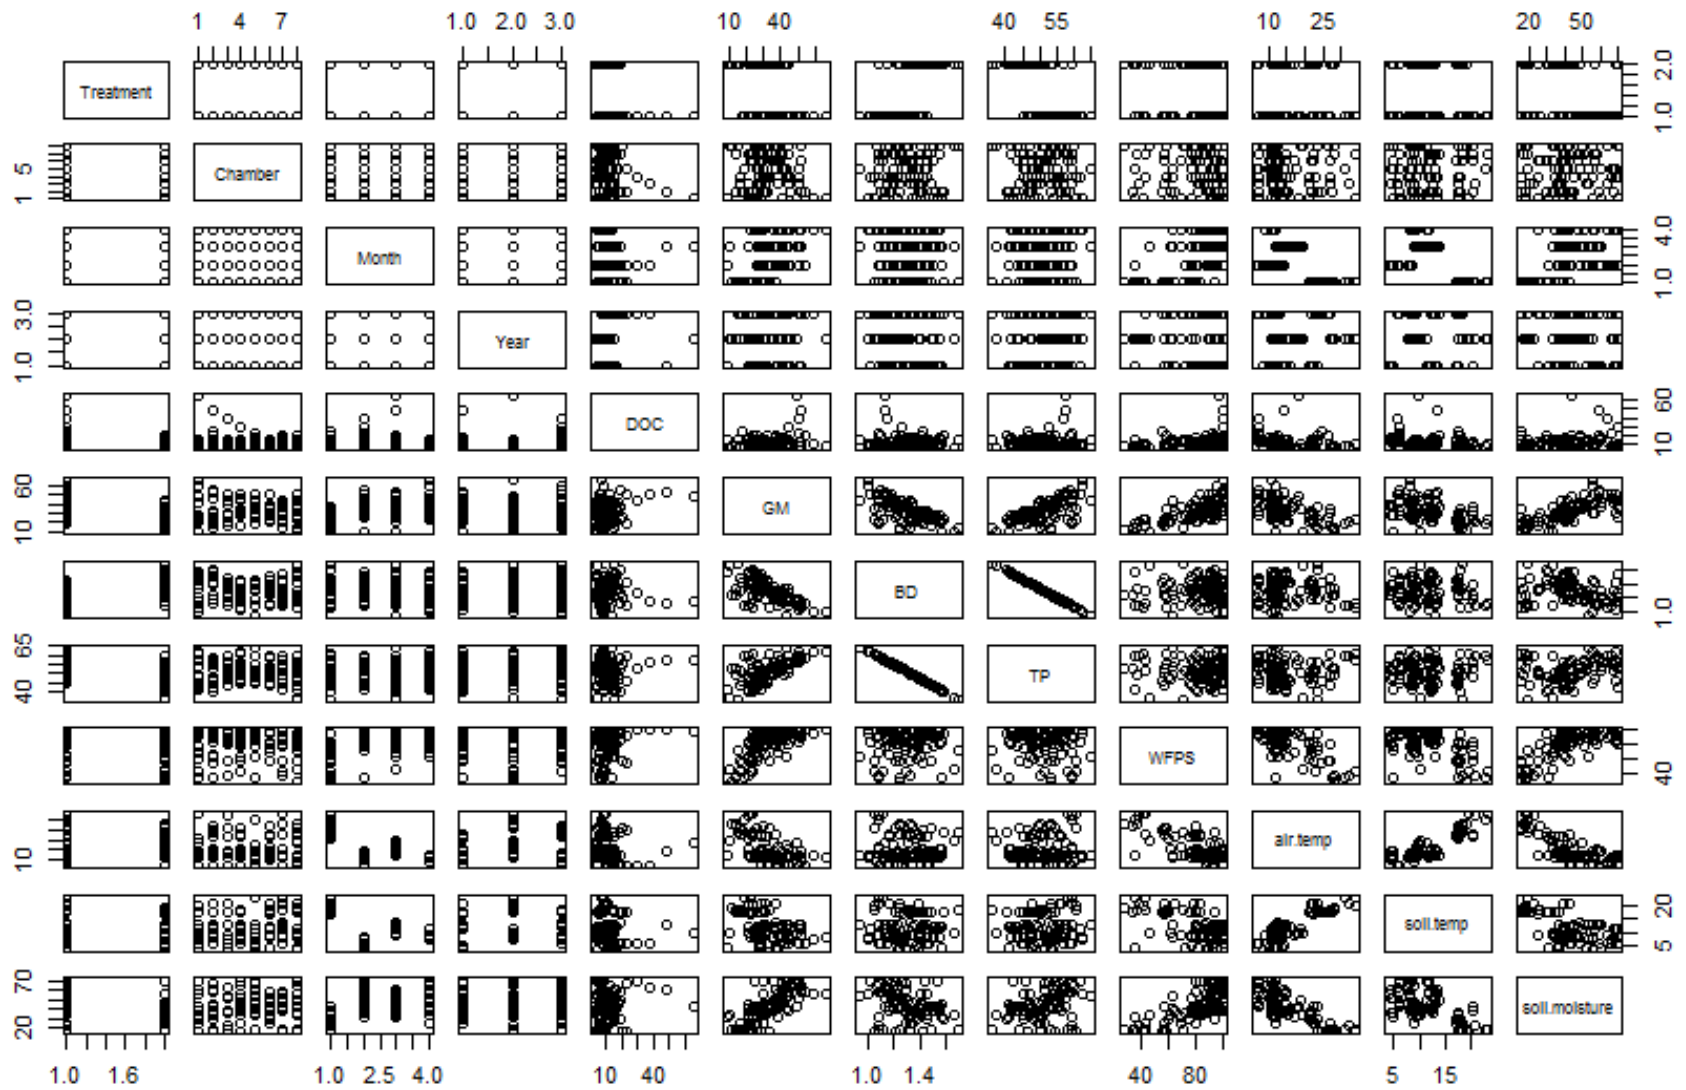 1 4 7 1.0 2.0 3.0 10 40 40 55 10 25 20 50
Treatment 1.0 2.0
1 5 Chamber
Month 1.0 4.0
1.0 3.0 Year
DOC 10 60
10 60 GM
BD 1.0
40 65 TP
WFPS 40
10 air.temp
soil.temp 5 20
20 70 soil.moisture
1.0 1.6 1.0 2.5 4.0 10 40 1.0 1.4 40 80 5 15